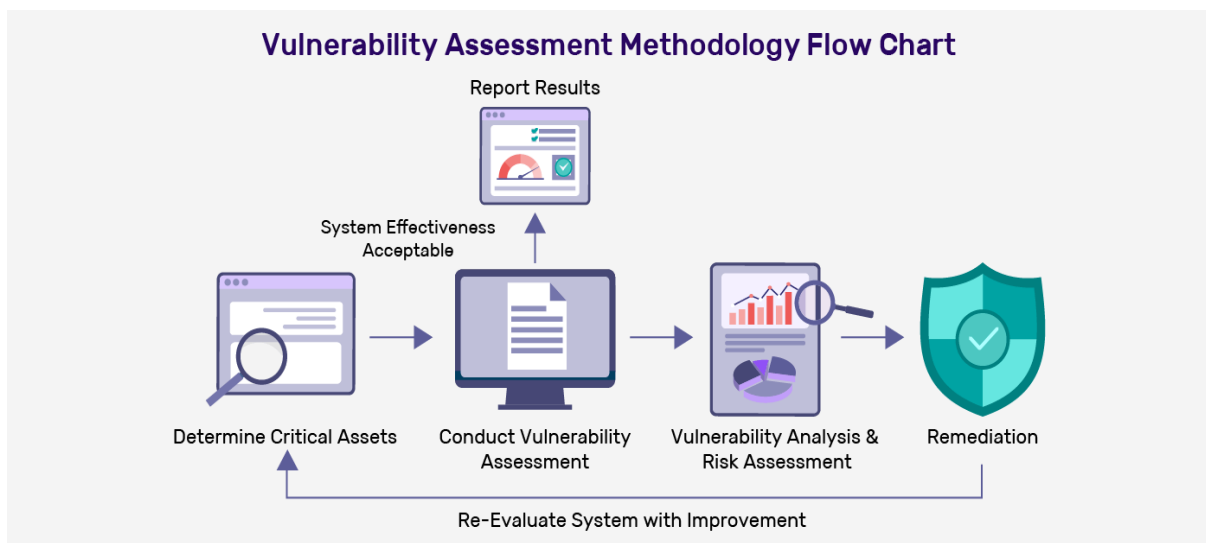 Vulnerability Assessment Methodology Flow Chart
Report Results
System Effectiveness
Acceptable
Determine Critical Assets
Conduct Vulnerability
Assessment
Vulnerability Analysis &
Risk Assessment
Remediation
Re-Evaluate System with Improvement